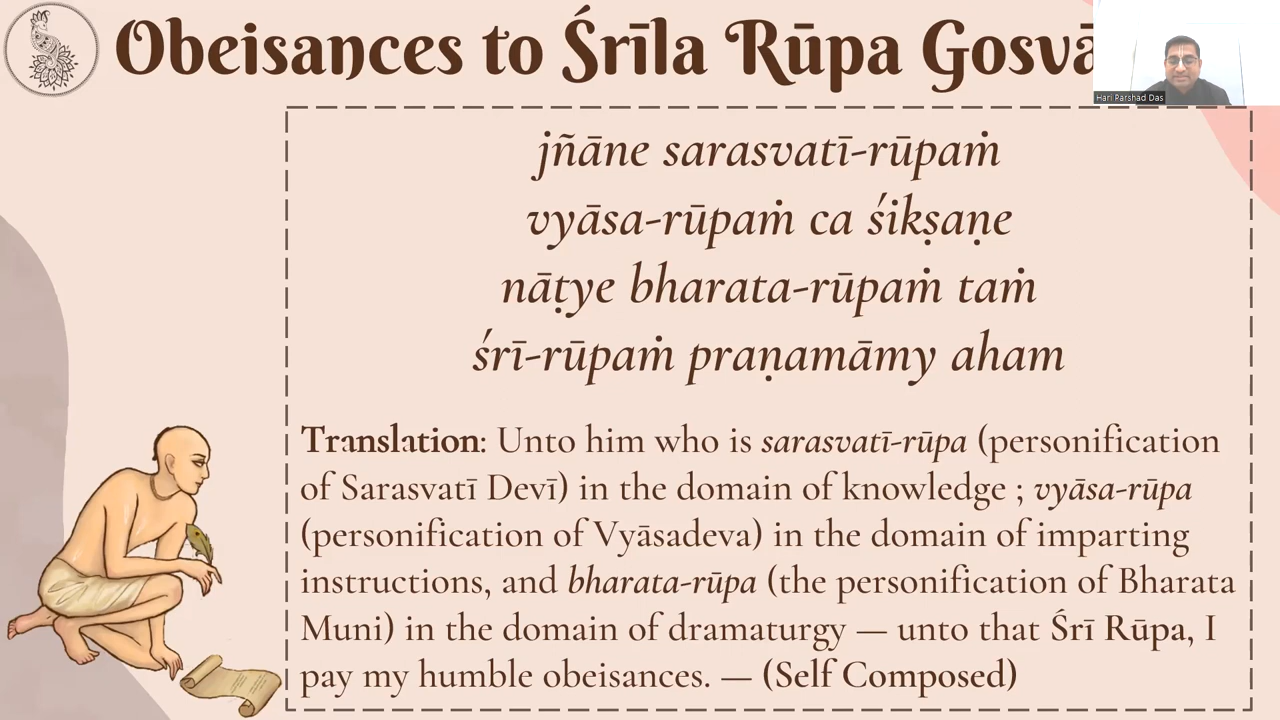 Obeisances to Śrīla Rūpa Gosvā
Hari Parshad Das
jñāne sarasvatī-rūpaṁ
vyāsa-rūpaṁ ca śikṣaṇe
nāṭye bharata-rūpaṁ taṁ
śrī-rūpaṁ praṇamāmy aham
Translation: Unto him who is sarasvatī-rūpa (personification
of Sarasvatī Devī) in the domain of knowledge ; vyāsa-rūpa
(personification of Vyāsadeva) in the domain of imparting
instructions, and bharata-rūpa (the personification of Bharata
Muni) in the domain of dramaturgy — unto that Śrī Rūpa, I
pay my humble obeisances. — (Self Composed)